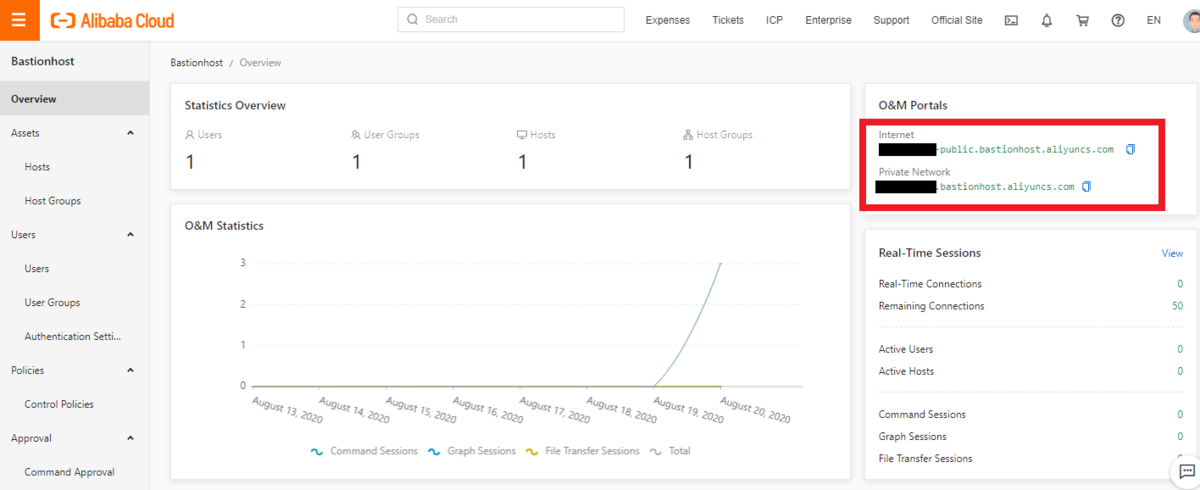 Alibaba Cloud
Search
Expenses Tickets ICP Enterprise Support Official Site EN
Bastionhost
Overview
Assets
Hosts
Host Groups
Users
Users
User Groups
Authentication Setti...
Policies
Control Policies
Approval
Command Approval
Bastionhost / Overview
Statistics Overview
Users User Groups Hosts Host Groups
1 1 1 1
O&M Statistics
3
2
1
0
August 13, 2020 August 14, 2020 August 15, 2020 August 16, 2020 August 17, 2020 August 18, 2020 August 19, 2020 August 20, 2020
Command Sessions Graph Sessions File Transfer Sessions Total
O&M Portals
Internet
-public.bastionhost.aliyuncs.com
Private Network
.bastionhost.aliyuncs.com
Real-Time Sessions View
Real-Time Connections 0
Remaining Connections 50
Active Users 0
Active Hosts 0
Command Sessions 0
Graph Sessions 0
File Transfer Sessions